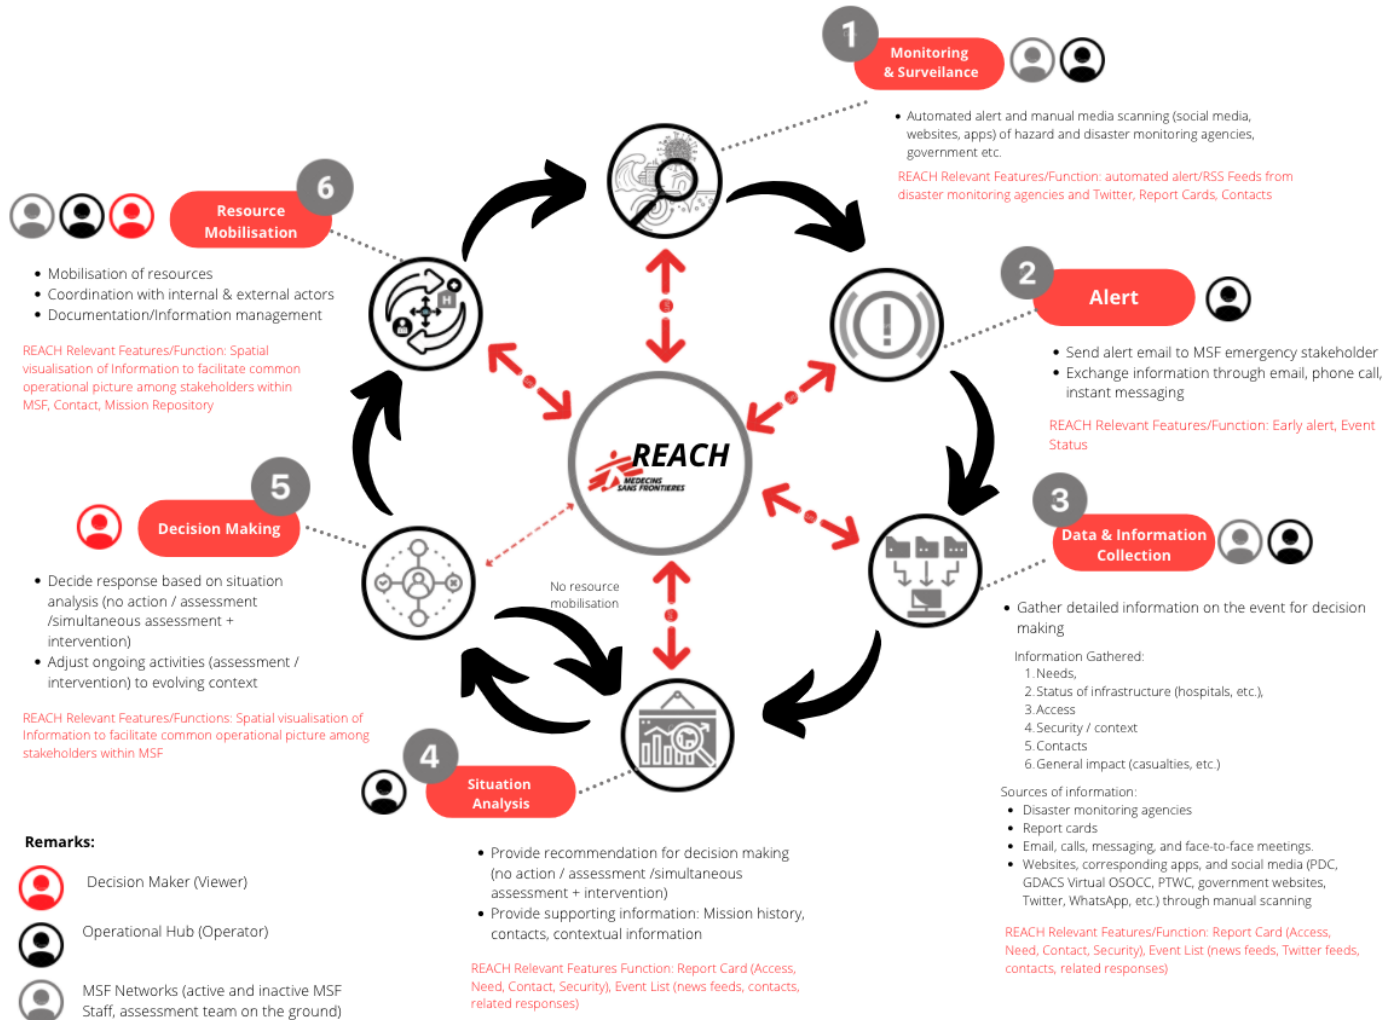 1
Monitoring
& Surveilance
• Automated alert and manual media scanning (social media,
websites, apps) of hazard and disaster monitoring agencies,
government etc.
REACH Relevant Features/Function: automated alert/RSS Feeds from
disaster monitoring agencies and Twitter, Report Cards, Contacts
2
Alert
• Send alert email to MSF emergency stakeholder
• Exchange information through email, phone call,
instant messaging
REACH Relevant Features/Function: Early alert, Event
Status
3
Data & Information
Collection
• Gather detailed information on the event for decision
making
Information Gathered:
1. Needs,
2. Status of infrastructure (hospitals, etc.),
3. Access
4. Security / context
5. Contacts
6. General impact (casualties, etc.)
Sources of information:
• Disaster monitoring agencies
• Report cards
• Email, calls, messaging, and face-to-face meetings.
• Websites, corresponding apps, and social media (PDC,
GDACS Virtual OSOCC, PTWC, government websites,
Twitter, WhatsApp, etc.) through manual scanning
REACH Relevant Features/Function: Report Card (Access,
Need, Contact, Security), Event List (news feeds, Twitter feeds,
contacts, related responses)
4
Situation
Analysis
• Provide recommendation for decision making
(no action / assessment /simultaneous
assessment + intervention)
• Provide supporting information: Mission history,
contacts, contextual information
REACH Relevant Features Function: Report Card (Access,
Need, Contact, Security), Event List (news feeds, contacts,
related responses)
5
Decision Making
• Decide response based on situation
analysis (no action / assessment
/simultaneous assessment +
intervention)
• Adjust ongoing activities (assessment /
intervention) to evolving context
REACH Relevant Features/Functions: Spatial visualisation of
Information to facilitate common operational picture among
stakeholders within MSF
6
Resource
Mobilisation
• Mobilisation of resources
• Coordination with internal & external actors
• Documentation/Information management
REACH Relevant Features/Function: Spatial
visualisation of Information to facilitate common
operational picture among stakeholders within
MSF, Contact, Mission Repository
H
REACH
MEDECINS
SANS FRONTIERES
No resource
mobilisation
Remarks:
Decision Maker (Viewer)
Operational Hub (Operator)
MSF Networks (active and inactive MSF
Staff, assessment team on the ground)